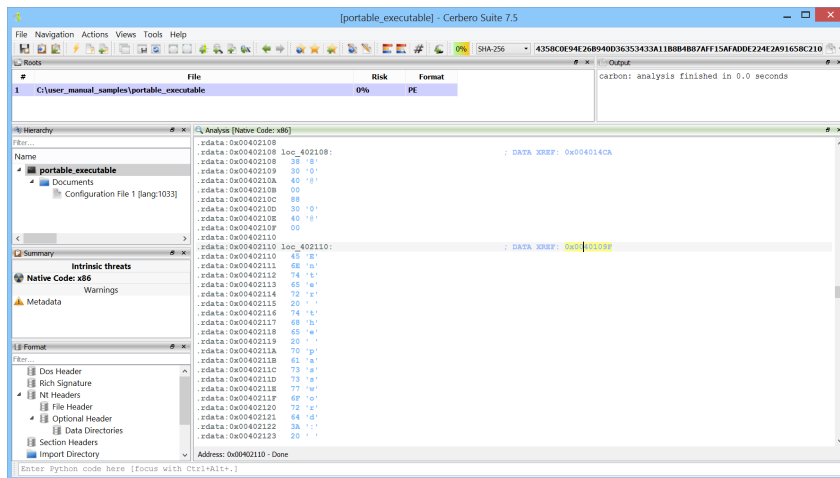 [portable_executable] - Cerbero Suite 7.5
File Navigation Actions Views Tools Help
0% SHA-256 4358C0E94E26B940D36353433A11B8B4B87AFF15AFADDE224E2A91658C210
Roots
# File Risk Format
1 C:\user_manual_samples\portable_executable 0% PE
Output
carbon: analysis finished in 0.0 seconds
Hierarchy
Filter...
Name
portable_executable
Documents
Configuration File 1 [lang:1033]
Summary
Intrinsic threats
Native Code: x86
Warnings
Metadata
Format
Filter...
Dos Header
Rich Signature
Nt Headers
File Header
Optional Header
Data Directories
Section Headers
Import Directory
Analysis [Native Code: x86]
.rdata:0x00402108
.rdata:0x00402108 loc_402108: ; DATA XREF: 0x004014CA
.rdata:0x00402108 38 '8'
.rdata:0x00402109 30 '0'
.rdata:0x0040210A 40 '@'
.rdata:0x0040210B 00
.rdata:0x0040210C 88
.rdata:0x0040210D 30 '0'
.rdata:0x0040210E 40 '@'
.rdata:0x0040210F 00
.rdata:0x00402110
.rdata:0x00402110 loc_402110: ; DATA XREF: 0x0040109F
.rdata:0x00402110 45 'E'
.rdata:0x00402111 6E 'n'
.rdata:0x00402112 74 't'
.rdata:0x00402113 65 'e'
.rdata:0x00402114 72 'r'
.rdata:0x00402115 20 ' '
.rdata:0x00402116 74 't'
.rdata:0x00402117 68 'h'
.rdata:0x00402118 65 'e'
.rdata:0x00402119 20 ' '
.rdata:0x0040211A 70 'p'
.rdata:0x0040211B 61 'a'
.rdata:0x0040211C 73 's'
.rdata:0x0040211D 73 's'
.rdata:0x0040211E 77 'w'
.rdata:0x0040211F 6F 'o'
.rdata:0x00402120 72 'r'
.rdata:0x00402121 64 'd'
.rdata:0x00402122 3A ':'
.rdata:0x00402123 20 ' '
Address: 0x00402110 - Done
Enter Python code here [focus with Ctrl+Alt+.]